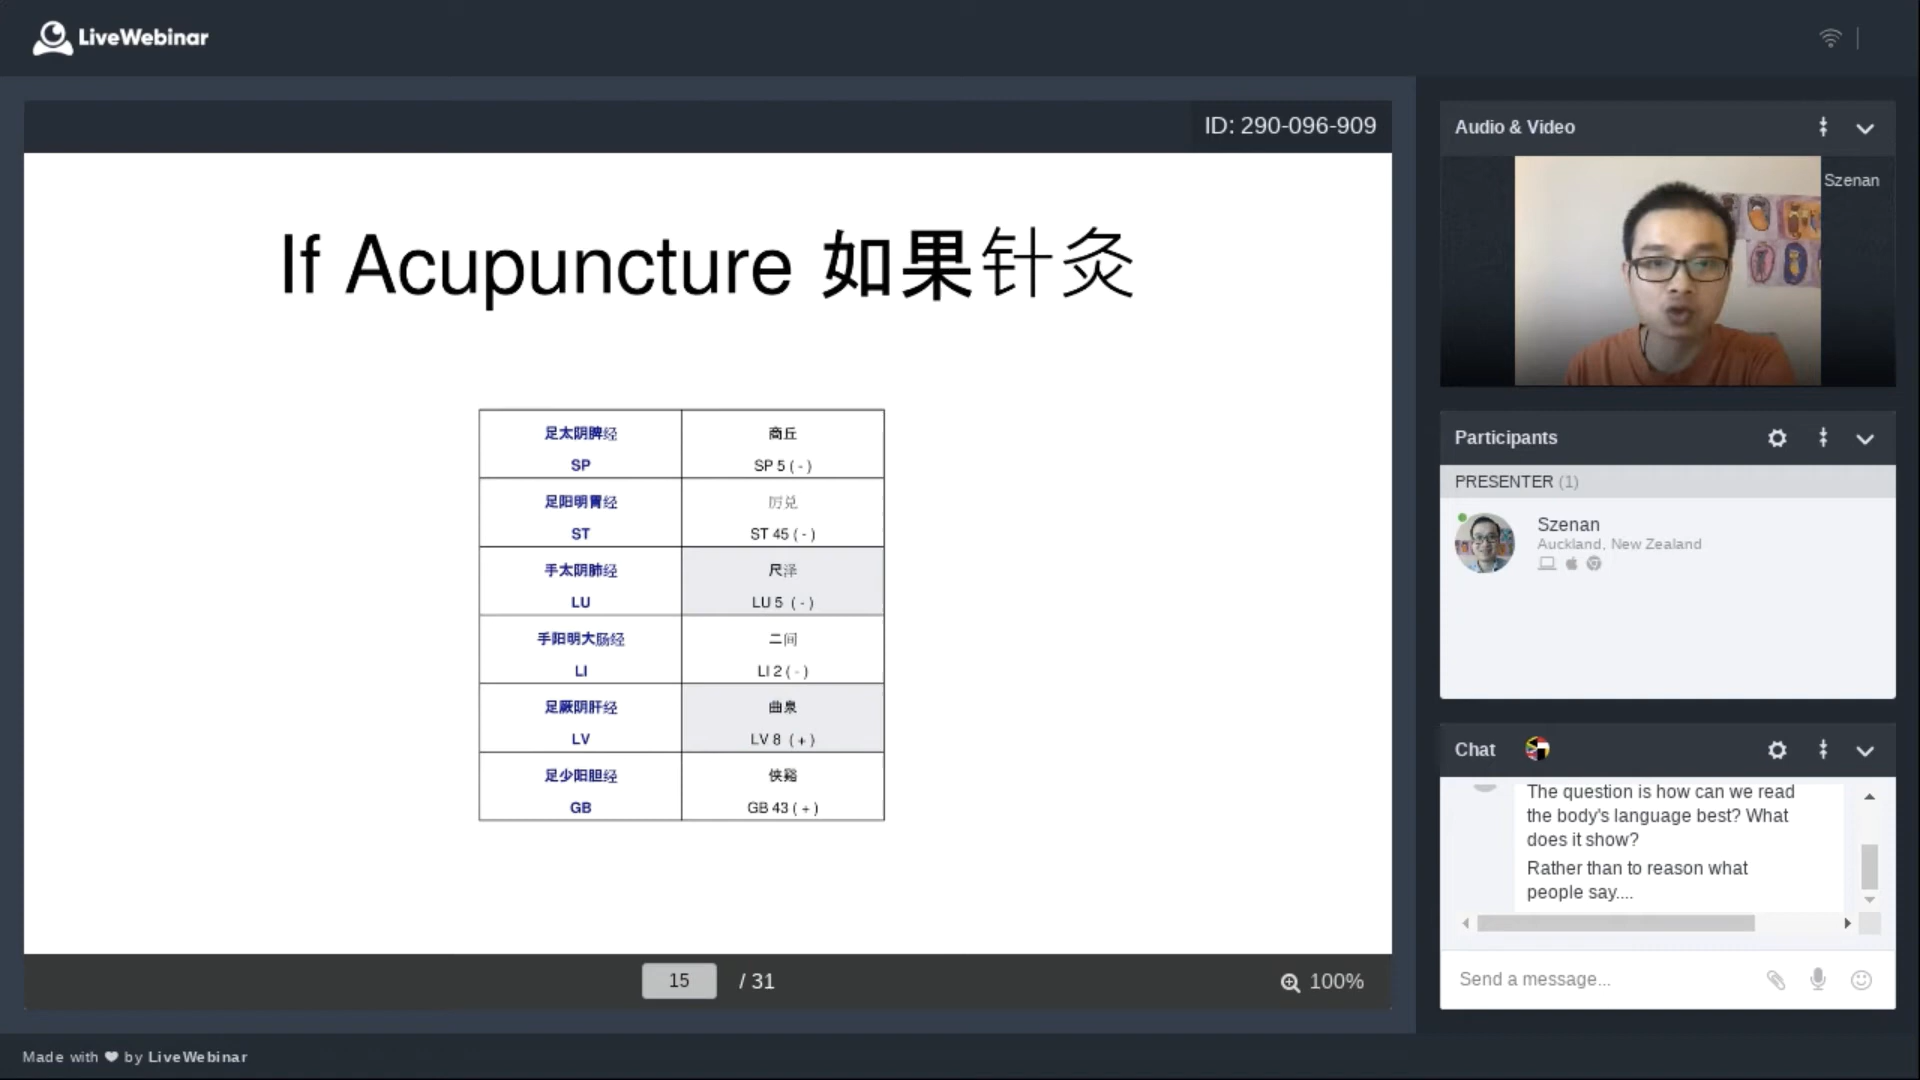 LiveWebinar
ID: 290-096-909
If Acupuncture 如果针灸
足太阴脾经
SP
商丘
SP 5 ( - )
足阳明胃经
ST
厉兑
ST 45 ( - )
手太阴肺经
LU
尺泽
LU 5 ( - )
手阳明大肠经
LI
二间
LI 2 ( - )
足厥阴肝经
LV
曲泉
LV 8 ( + )
足少阳胆经
GB
侠谿
GB 43 ( + )
15 / 31
100%
Audio & Video
Szenan
Participants
PRESENTER (1)
Szenan
Auckland, New Zealand
Chat
The question is how can we read
the body's language best? What
does it show?
Rather than to reason what
people say....
Send a message...
Made with ❤ by LiveWebinar